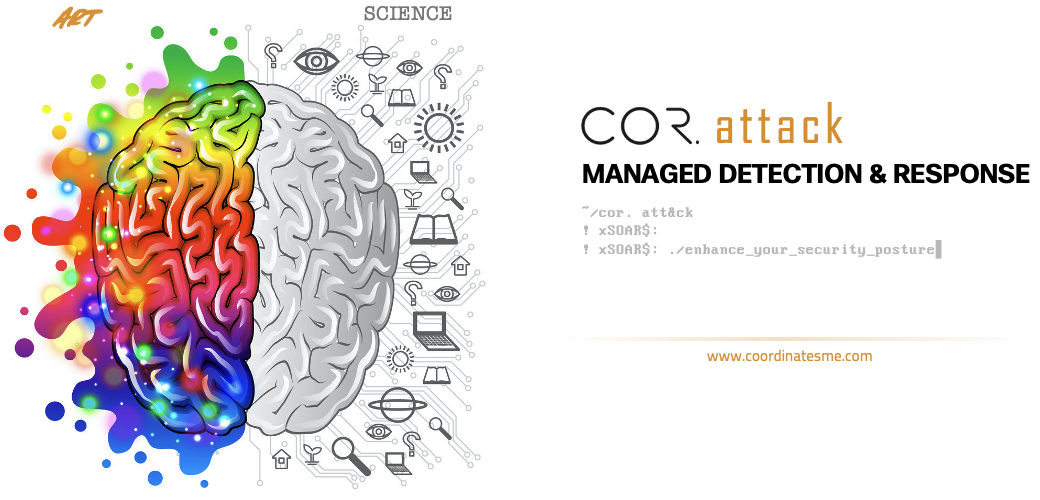 ART
SCIENCE
COR. attack
MANAGED DETECTION & RESPONSE
~/cor. att&ck
! xSOAR$:
! xSOAR$: ./enhance_your_security_posture
www.coordinatesme.com